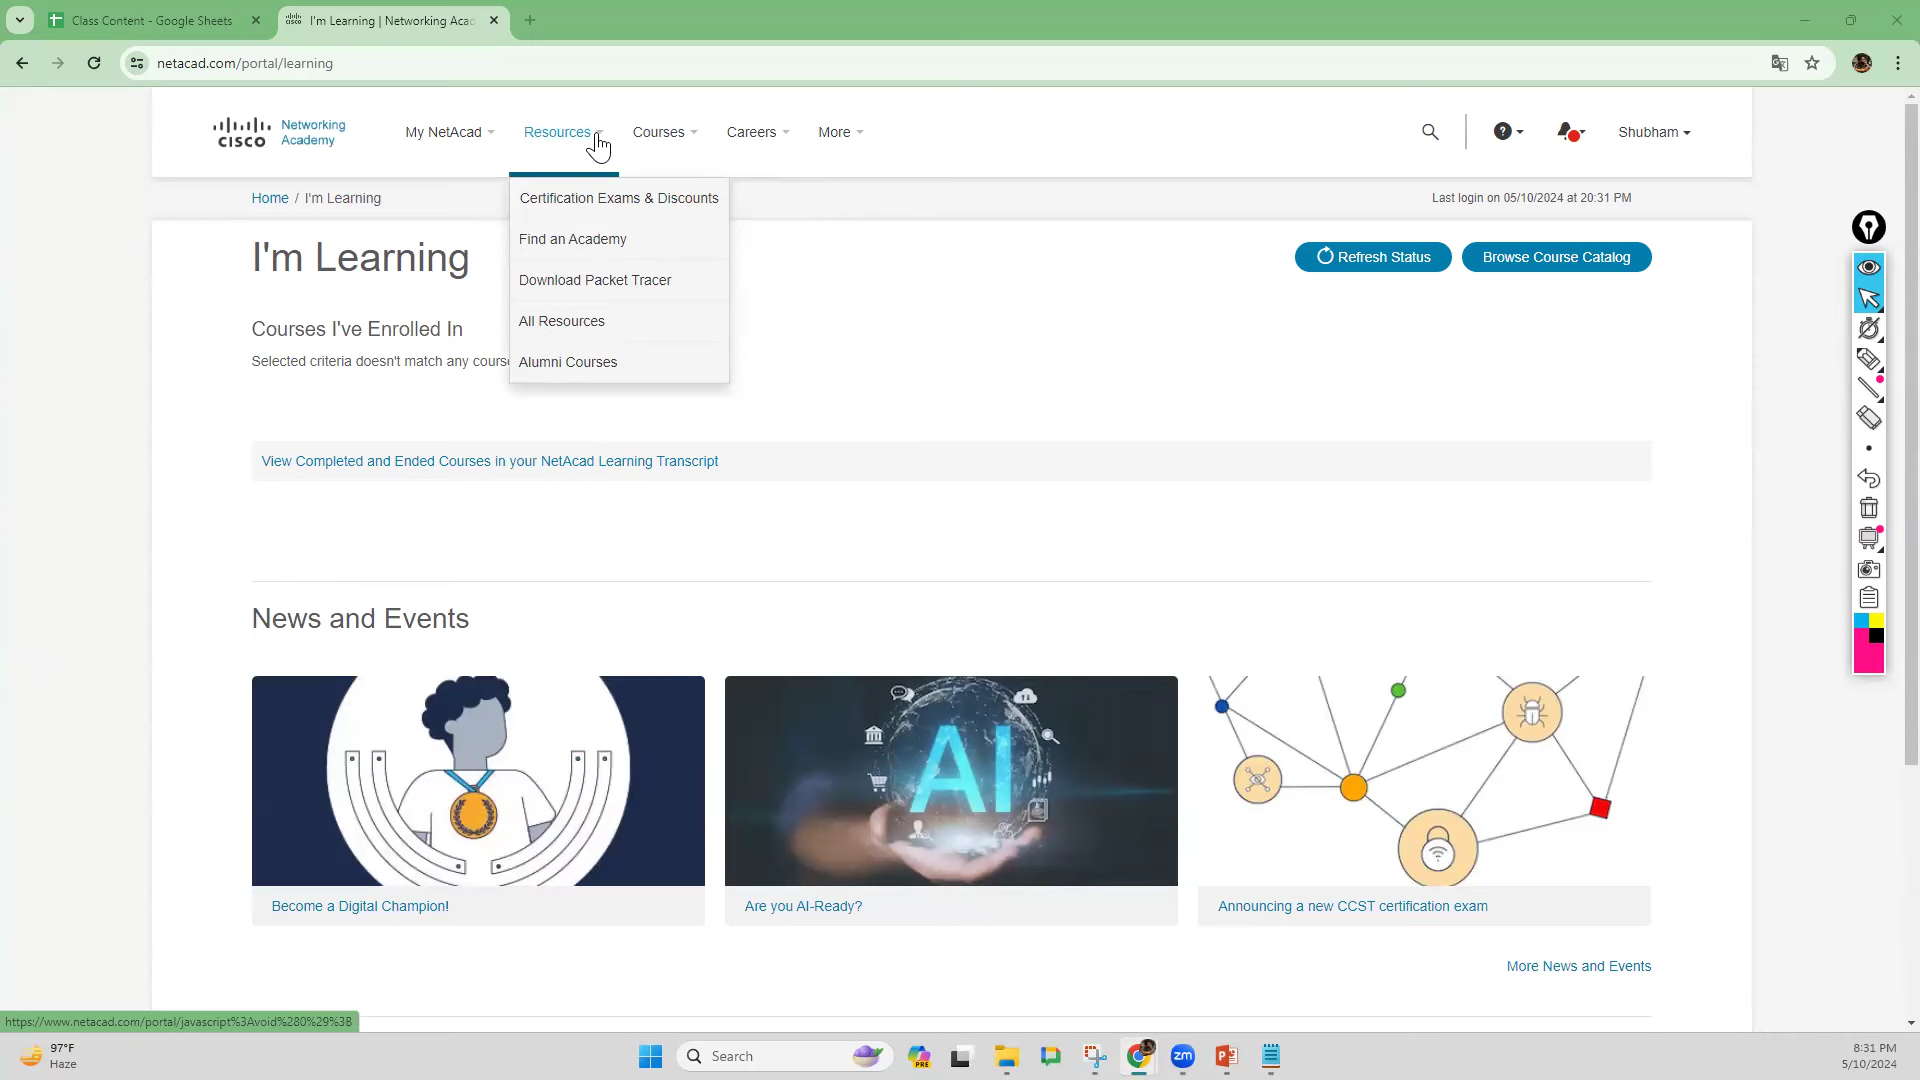 Class Content - Google Sheets
I'm Learning | Networking Acad
netacad.com/portal/learning
CISCO
Networking
Academy
My NetAcad
Resources
Courses
Careers
More
Shubham
Home / I'm Learning
Last login on 05/10/2024 at 20:31 PM
Certification Exams & Discounts
Find an Academy
Download Packet Tracer
All Resources
Alumni Courses
I'm Learning
Refresh Status
Browse Course Catalog
Courses I've Enrolled In
Selected criteria doesn't match any cours
View Completed and Ended Courses in your NetAcad Learning Transcript
News and Events
AI
Become a Digital Champion!
Are you AI-Ready?
Announcing a new CCST certification exam
More News and Events
https://www.netacad.com/portal/javascript%3Avoid%280%29%3B
97°F
Haze
Search
PRE
zm
8:31 PM
5/10/2024